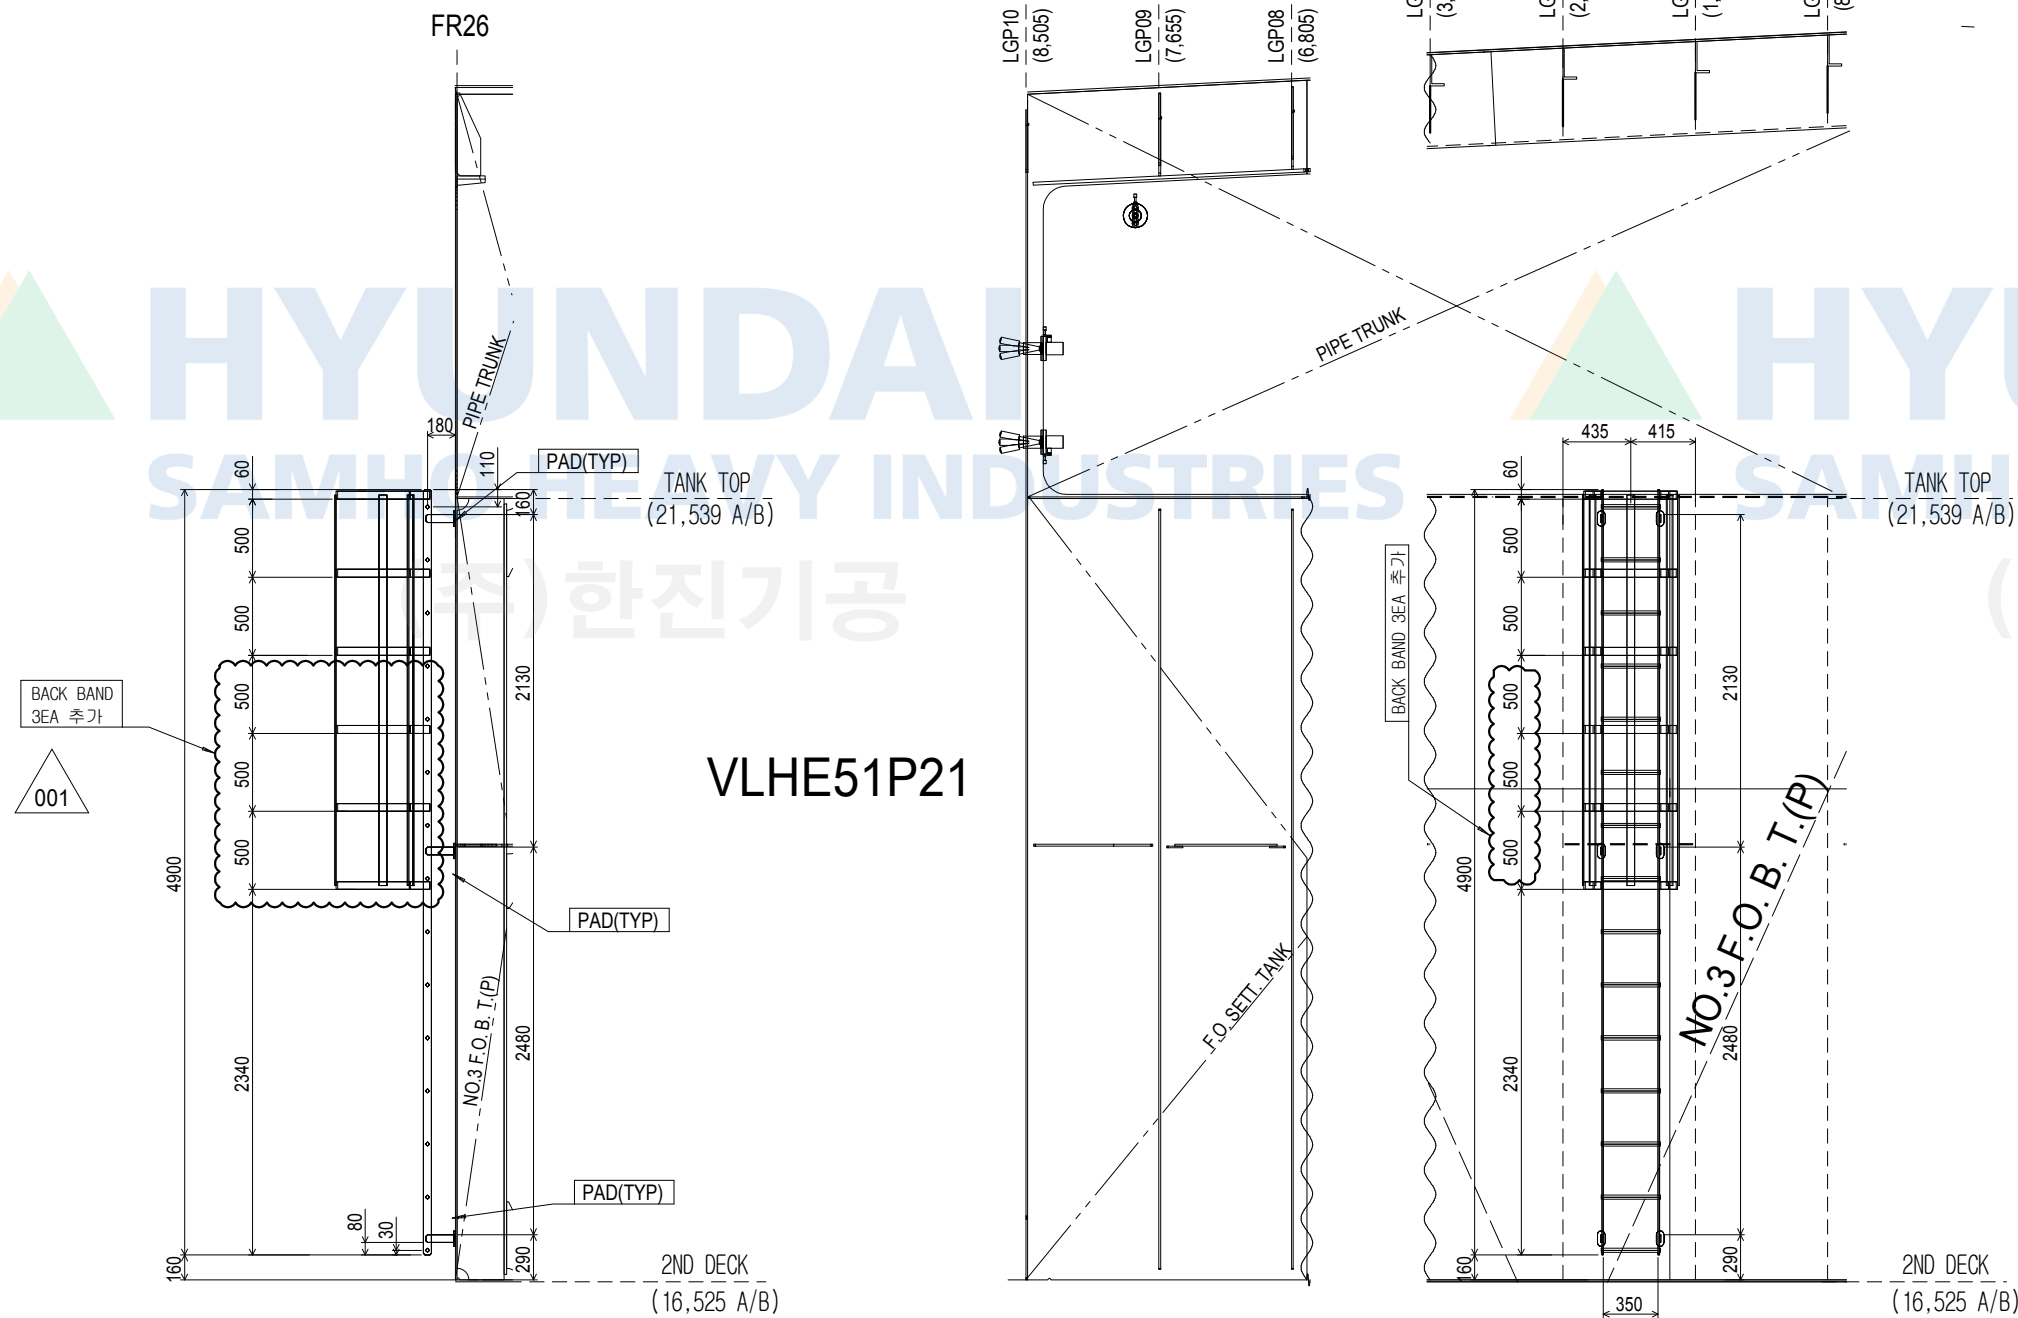 FR26
LGP10
(8,505)
LGP09
(7,655)
LGP08
(6,805)
HYUNDAI
SAMHO HEAVY INDUSTRIES
(주)한진기공
PIPE TRUNK
180
110
160
60
500
500
500
500
500
4900
2340
160
80
30
2130
2480
290
PAD(TYP)
TANK TOP
(21,539 A/B)
BACK BAND
3EA 추가
001
PAD(TYP)
NO.3 F.O. B. T.(P)
PAD(TYP)
2ND DECK
(16,525 A/B)
VLHE51P21
PIPE TRUNK
F.O. SETT. TANK
435
415
60
500
500
500
500
500
4900
2340
160
2130
2480
290
350
BACK BAND 3EA 추가
NO.3 F.O. B. T.(P)
TANK TOP
(21,539 A/B)
2ND DECK
(16,525 A/B)